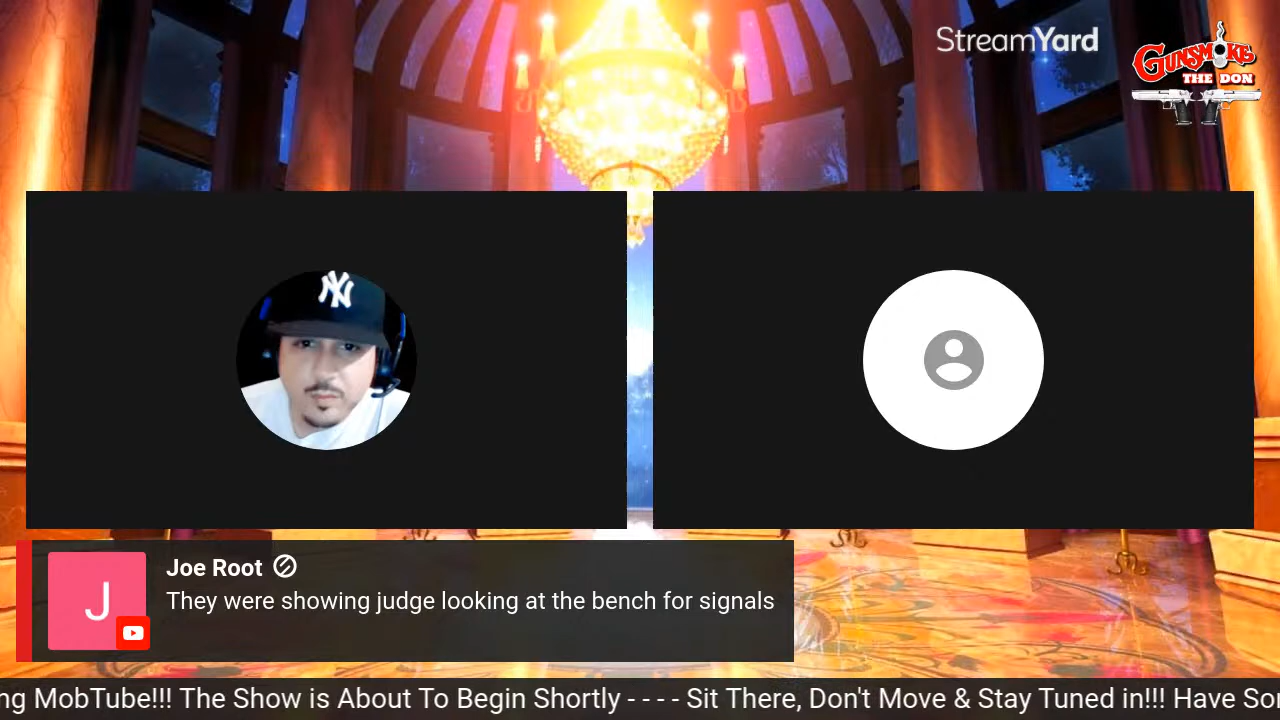 StreamYard
GUNSMOKE
THE DON
NY
J
Joe Root
They were showing judge looking at the bench for signals
ng MobTube!!! The Show is About To Begin Shortly - - - - Sit There, Don't Move & Stay Tuned in!!! Have So